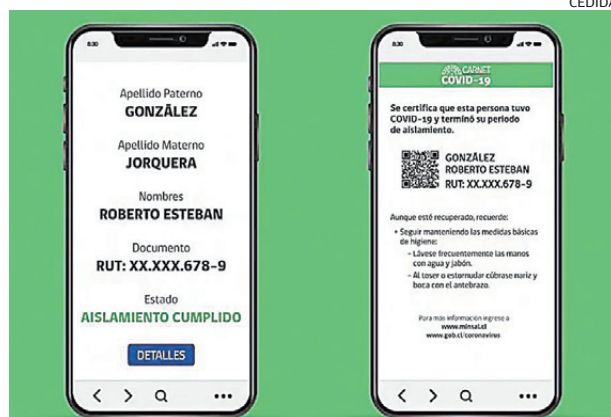 CEDIDA
8:30
Apellido Paterno
GONZÁLEZ
Apellido Materno
JORQUERA
Nombres
ROBERTO ESTEBAN
Documento
RUT: XX.XXX.678-9
Estado
AISLAMIENTO CUMPLIDO
DETALLES
8:30
CARNET
COVID-19
Se certifica que esta persona tuvo
COVID-19 y terminó su periodo
de aislamiento.
GONZÁLEZ
ROBERTO ESTEBAN
RUT: XX.XXX.678-9
Aunque esté recuperado, recuerde:
• Seguir manteniendo las medidas básicas
de higiene:
- Lávese frecuentemente las manos
con agua y jabón.
- Al toser o estornudar cúbrase nariz y
boca con el antebrazo.
Para más información ingrese a
www.minsal.cl
www.gob.cl/coronavirus